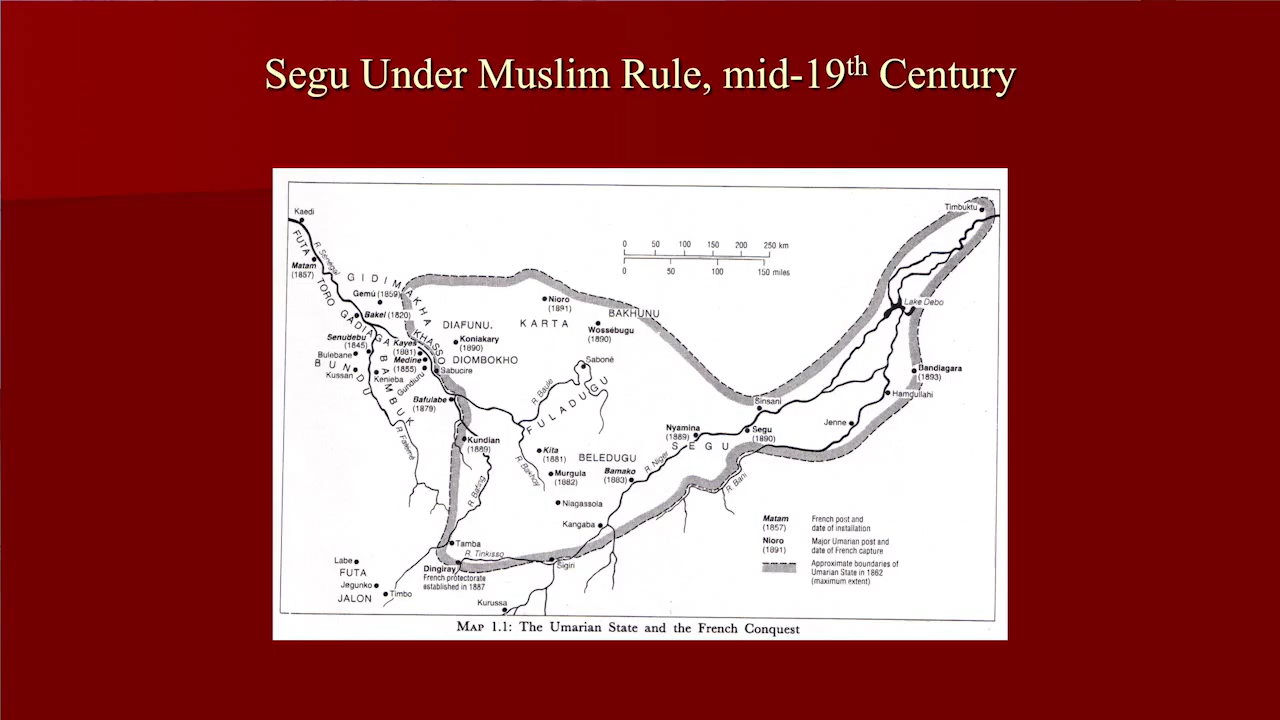 Segu Under Muslim Rule, mid-19th Century
Timbuktu
Kaedi
FUTA
R. Sénégal
Matam
(1857)
TORO
0 50 100 150 200 250 km
0 50 100 150 miles
GIDIMAKHA
Gemú (1859)
Bakel (1820)
GADIAGA
Nioro
(1891)
Lake Debo
BAKHUNU
KARTA
DIAFUNU
Wossébugu
(1890)
Senudebu
(1845)
Kayes
(1881)
KHASSO
Koniakary
(1890)
Bulebane
BUNDU
Kussan
Medine
(1855)
DIOMBOKHO
Saboné
Kenieba
Gundiuru
Sabucire
BAMBUK
Bandiagara
(1893)
R. Baule
Bafulabe
(1879)
FULADUGU
Hamdullahi
Sinsani
Jenne
R. Falémé
Kundian
(1889)
Nyamina
(1889)
Segu
(1890)
SEGU
Kita
(1881)
BELEDUGU
R. Bakhoy
Murgula
(1882)
Bamako
(1883)
R. Niger
R. Bani
R. Bafing
Niagassola
Kangaba
Matam
(1857)
French post and
date of installation
Nioro
(1891)
Major Umarian post and
date of French capture
Approximate boundaries of
Umarian State in 1862
(maximum extent)
Tamba
R. Tinkisso
Labe
FUTA
Dingiray
French protectorate
established in 1887
Sigiri
Jegunko
JALON
Timbo
Kurussa
MAP 1.1: The Umarian State and the French Conquest